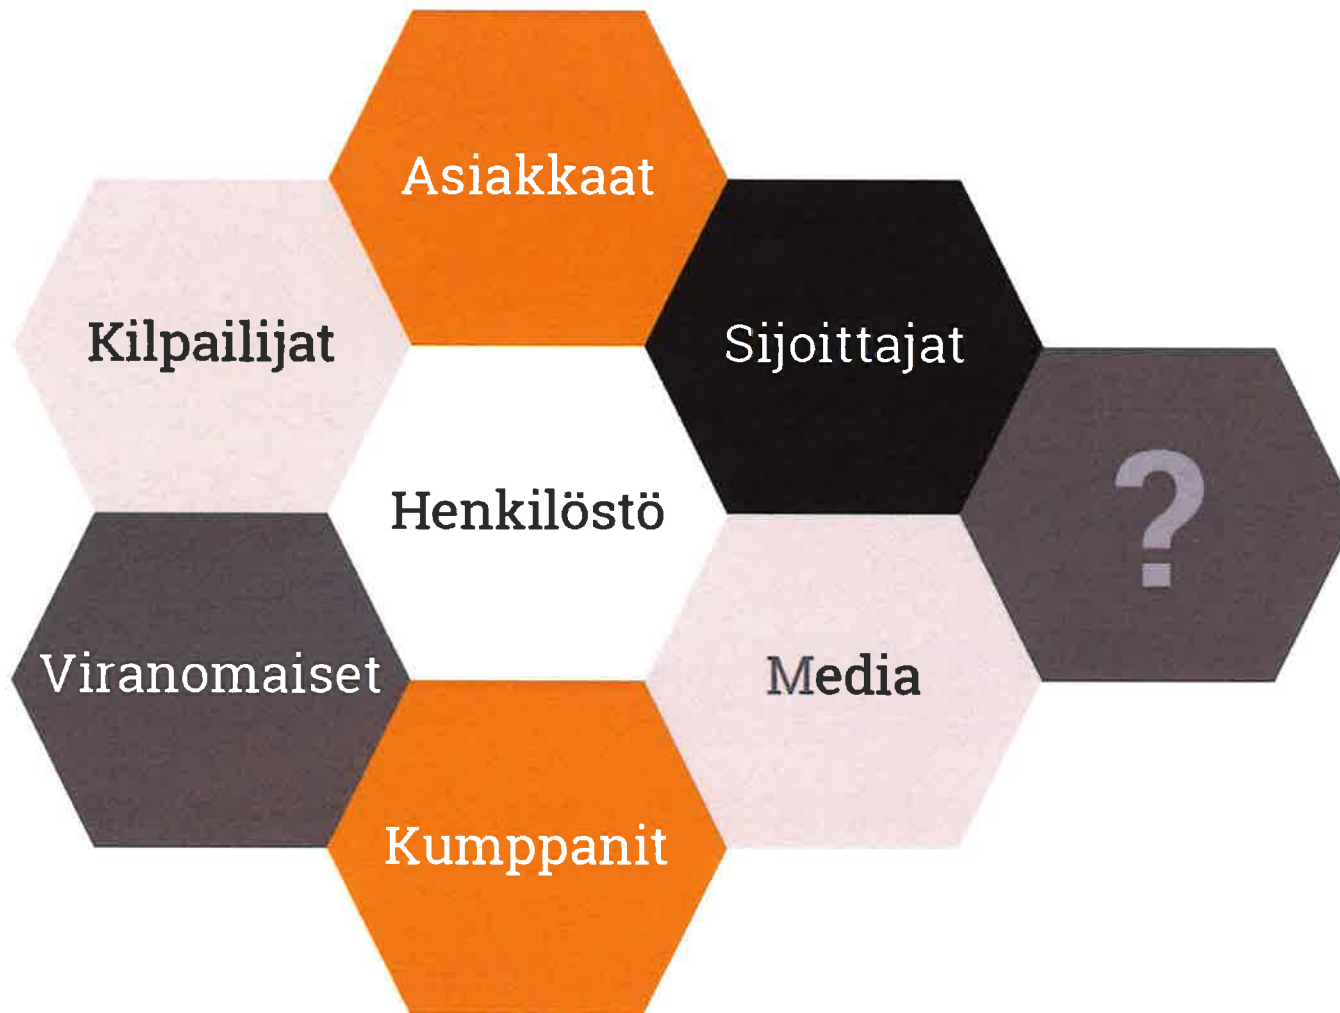 Asiakkaat
Kilpailijat
Sijoittajat
Henkilöstö
?
Viranomaiset
Media
Kumppanit